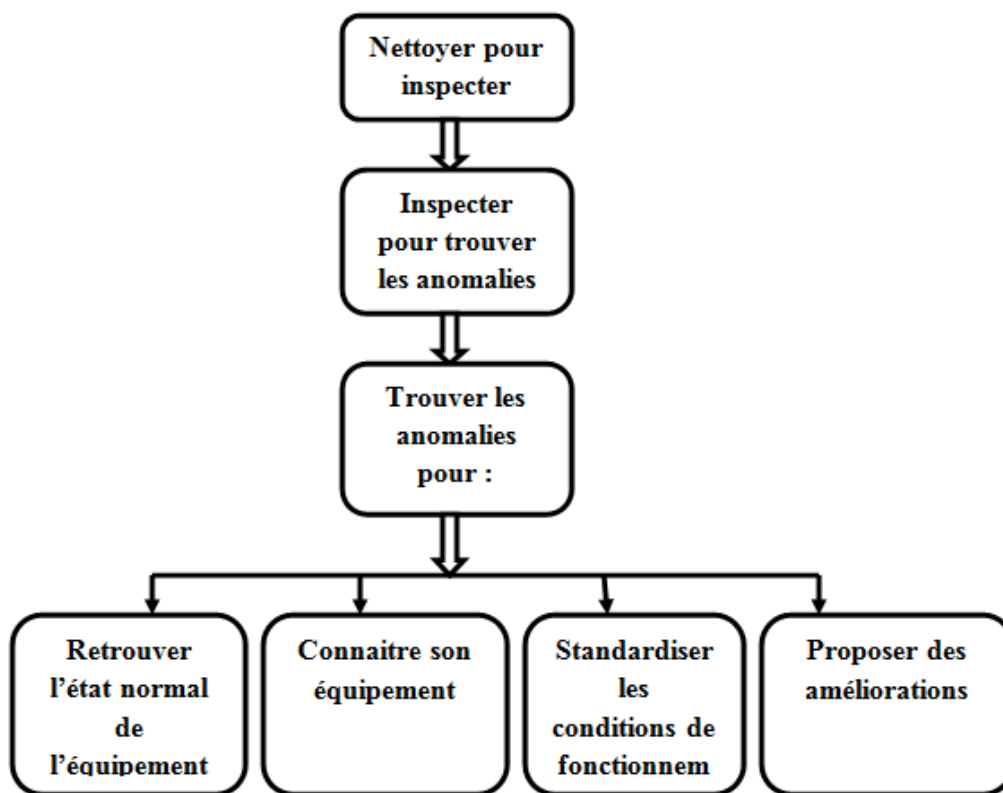 Nettoyer pour
inspecter
Inspecter
pour trouver
les anomalies
Trouver les
anomalies
pour :
Retrouver
l’état normal
de
l’équipement
Connaitre son
équipement
Standardiser
les
conditions de
fonctionnem
Proposer des
améliorations